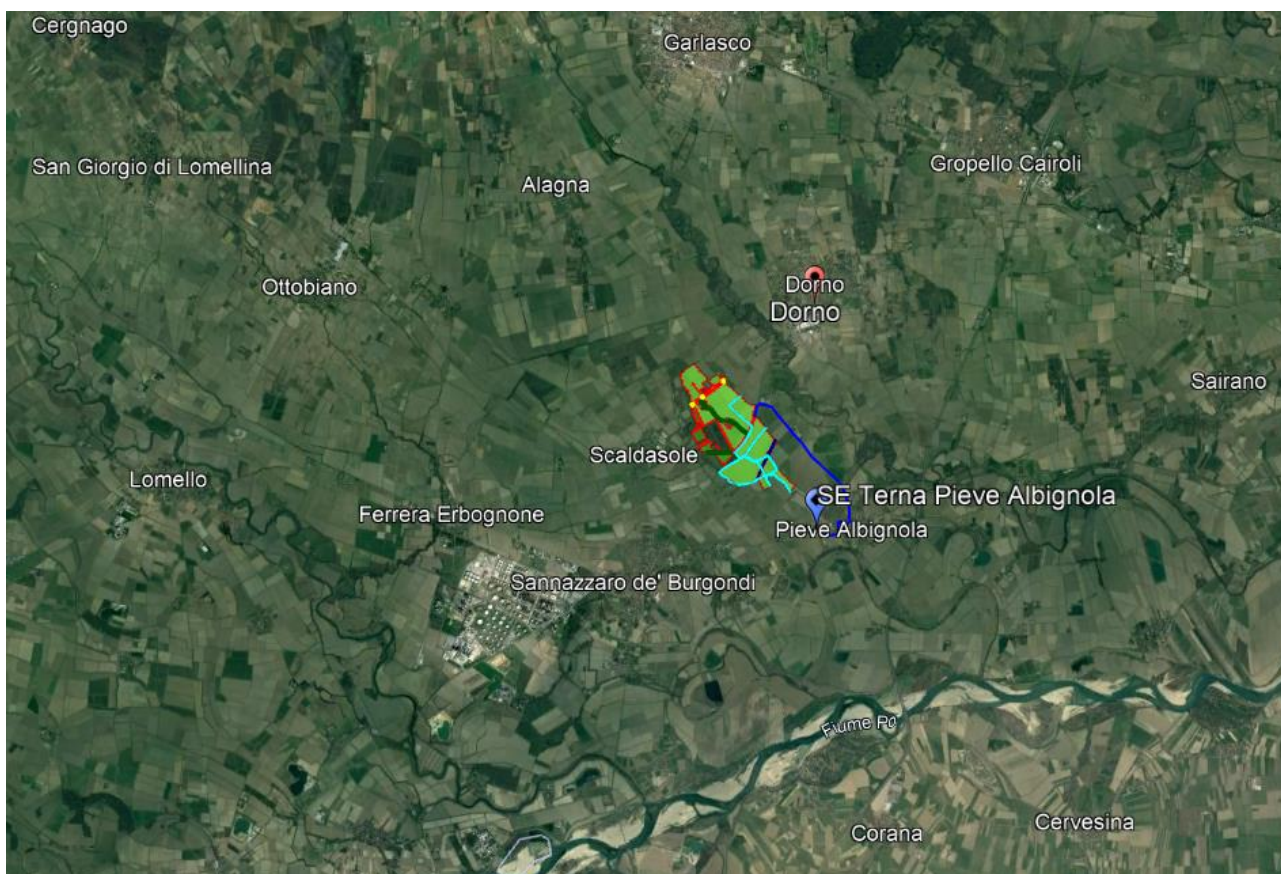 Cergnago
Garlasco
San Giorgio di Lomellina
Alagna
Gropello Cairoli
Ottobiano
Dorno
Dorno
Sairano
Scaldasole
Lomello
SE Terna Pieve Albignola
Ferrera Erbognone
Pieve Albignola
Sannazzaro de' Burgondi
Fiume Po
Corana
Cervesina